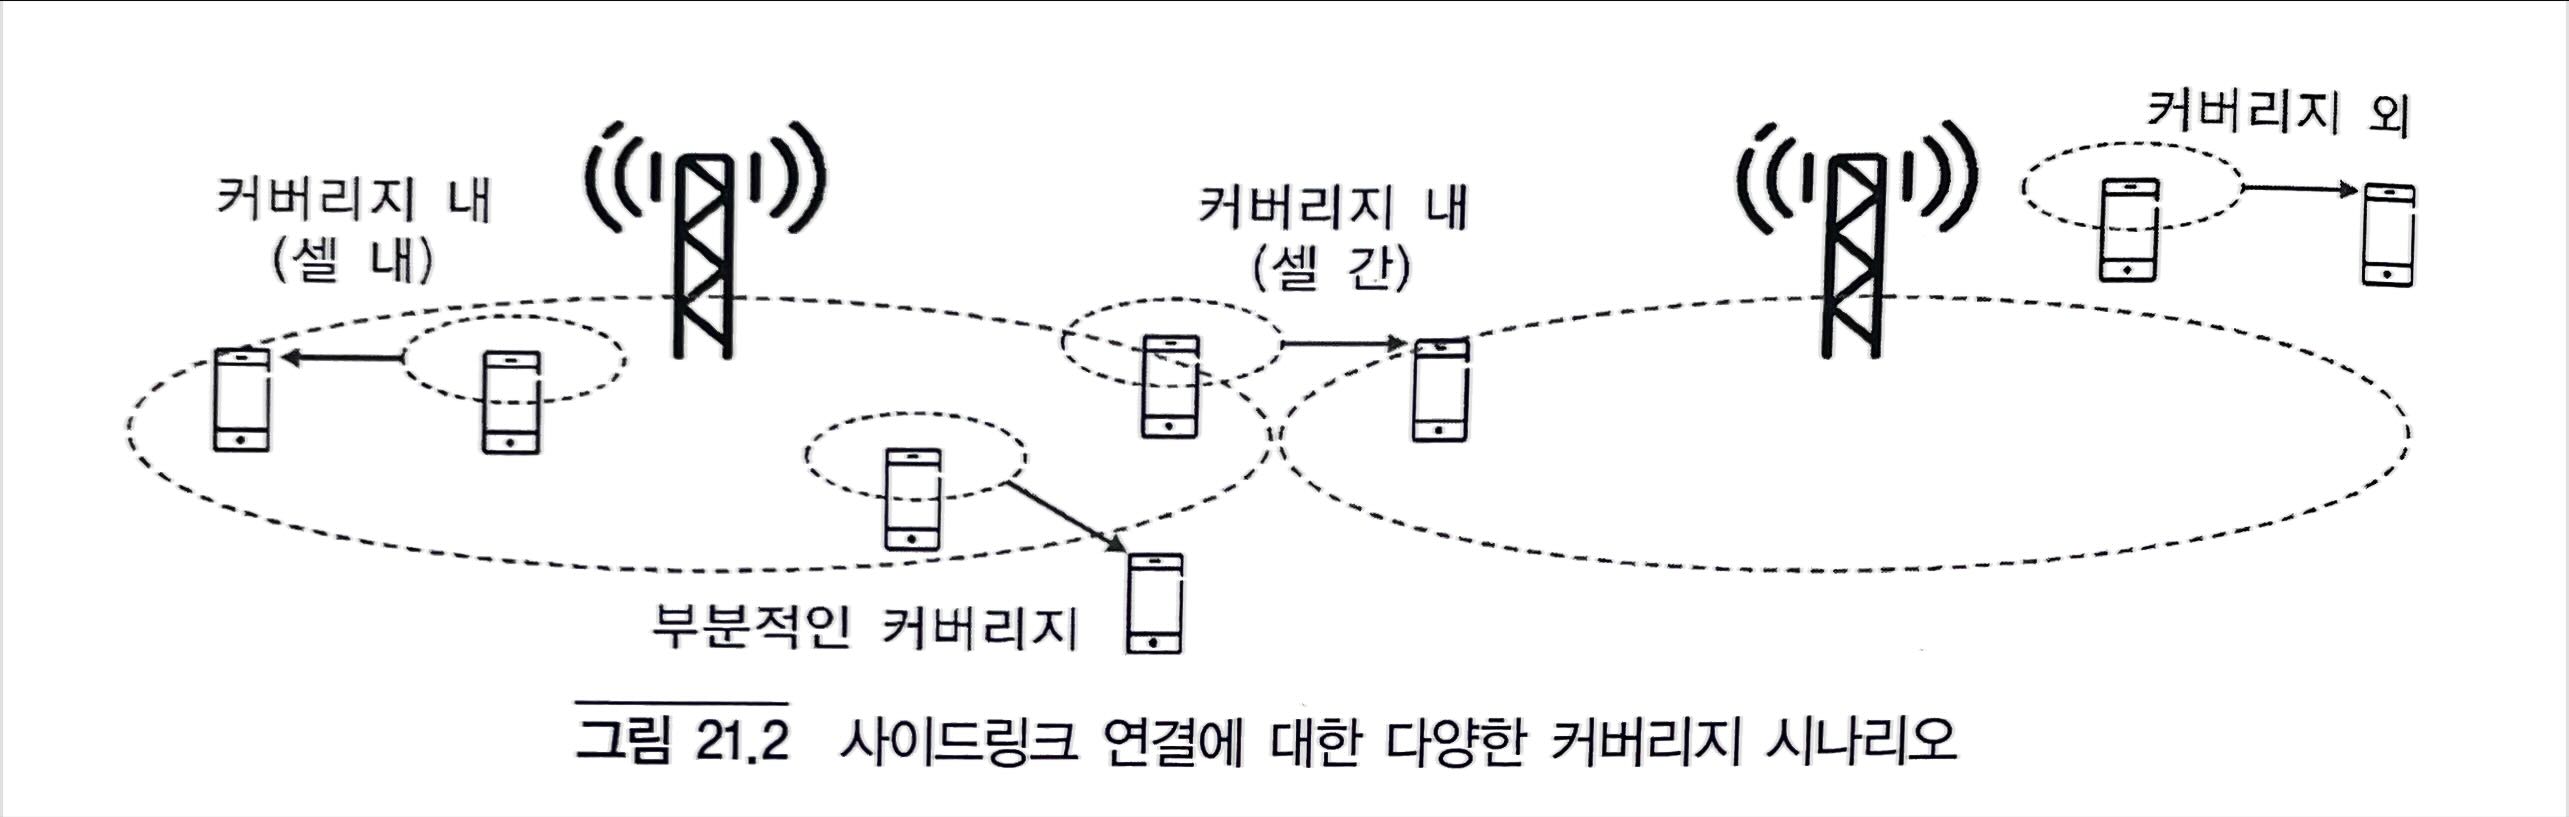 커버리지 외
커버리지 내
(셀 내)
커버리지 내
(셀 간)
부분적인 커버리지
그림 21.2 사이드링크 연결에 대한 다양한 커버리지 시나리오